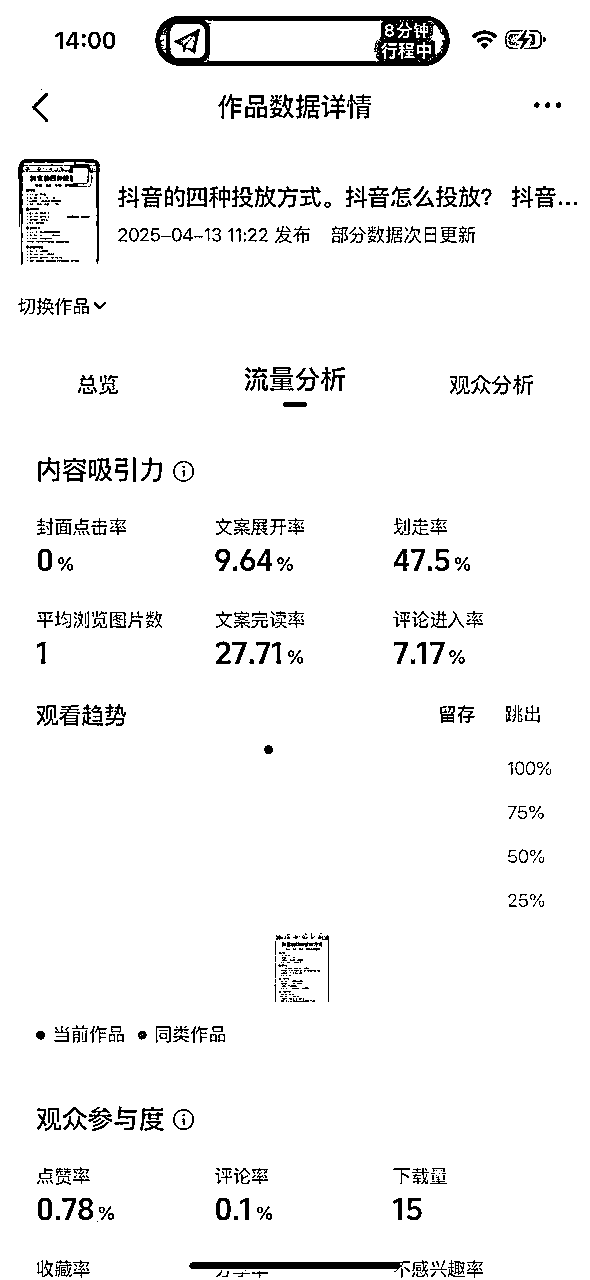 14:00
8分钟
行程中
作品数据详情
抖音的四种投放方式。抖音怎么投放? 抖音...
2025-04-13 11:22 发布 部分数据次日更新
切换作品
总览 流量分析 观众分析
内容吸引力
封面点击率 文案展开率 划走率
0% 9.64% 47.5%
平均浏览图片数 文案完读率 评论进入率
1 27.71% 7.17%
观看趋势 留存 跳出
100%
75%
50%
25%
当前作品 同类作品
观众参与度
点赞率 评论率 下载量
0.78% 0.1% 15
收藏率 分享率 不感兴趣率